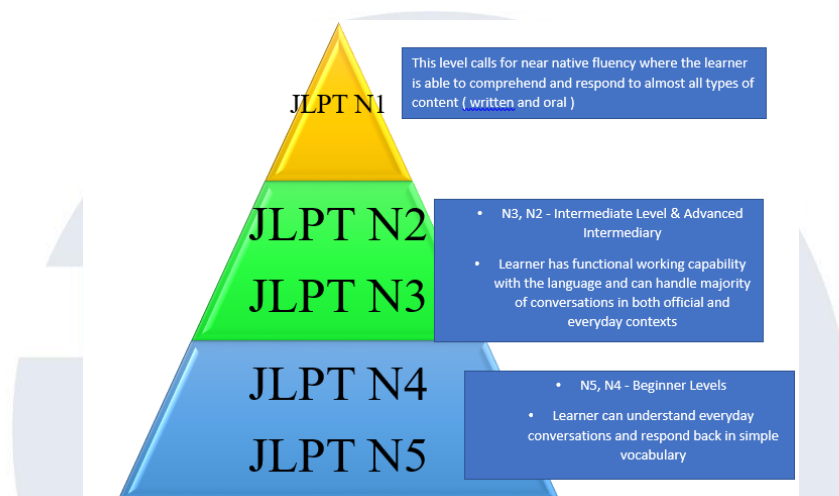 JLPT N1
This level calls for near native fluency where the learner
is able to comprehend and respond to almost all types of
content ( written and oral )
JLPT N2
JLPT N3
• N3, N2 - Intermediate Level & Advanced
Intermediary
• Learner has functional working capability
with the language and can handle majority
of conversations in both official and
everyday contexts
JLPT N4
JLPT N5
• N5, N4 - Beginner Levels
• Learner can understand everyday
conversations and respond back in simple
vocabulary